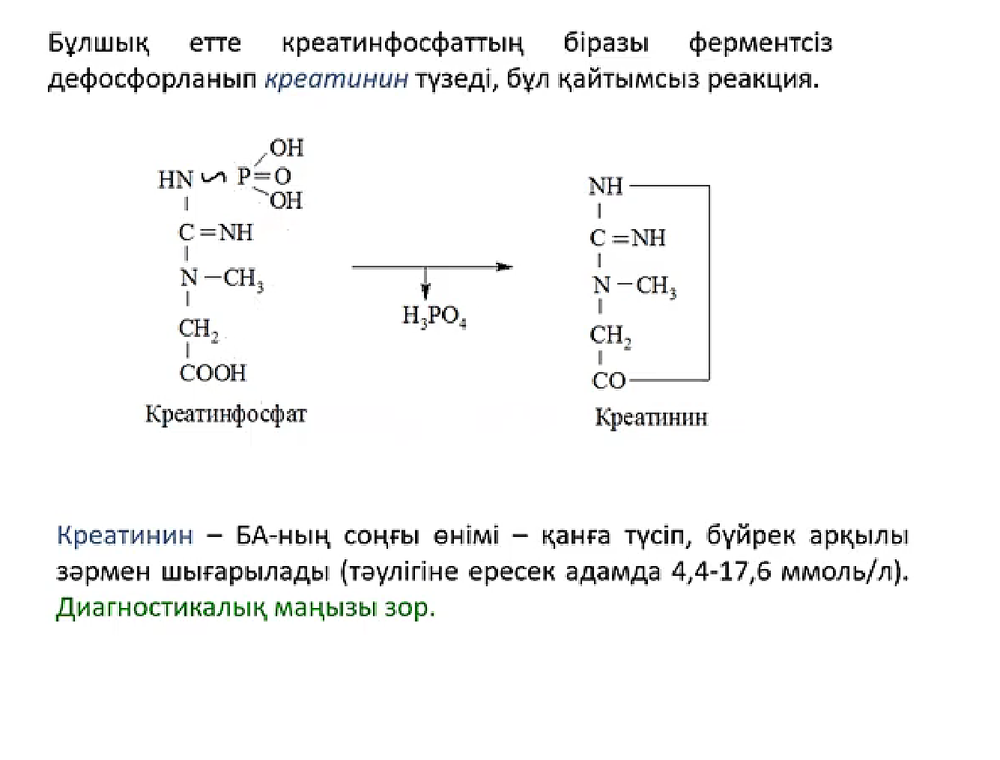 Бұлшық етте креатинфосфаттың біразы ферментсіз
дефосфорланып креатинин түзеді, бұл қайтымсыз реакция.
OH
HN P=O
OH
C=NH
N—CH₃
CH₂
COOH
Креатинфосфат
H₃PO₄
NH
C=NH
N—CH₃
CH₂
CO
Креатинин
Креатинин – БА-ның соңғы өнімі – қанға түсіп, бүйрек арқылы
зәрмен шығарылады (тәулігіне ересек адамда 4,4-17,6 ммоль/л).
Диагностикалық маңызы зор.